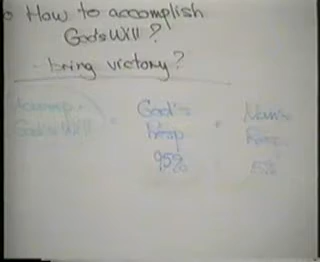 o How to accomplish
God's Will?
- bring victory?
Accomp.
God's Will = God's Resp 95% + Man's Resp. 5%